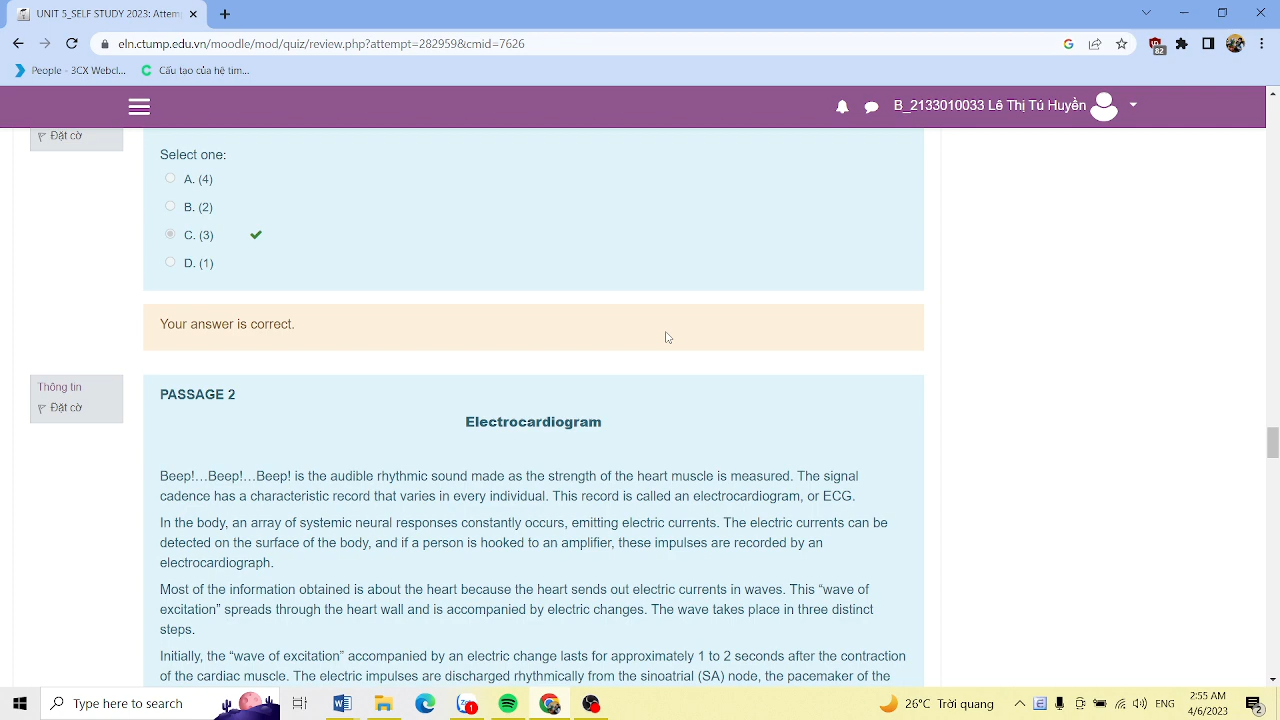 UNIT 5_SELF STUDY 2023: Attem
eln.ctump.edu.vn/moodle/mod/quiz/review.php?attempt=282959&cmid=7626
82
People - 3CX Webcl...
Cấu tạo của hệ tim...
B_2133010033 Lê Thị Tú Huyền
Đặt cờ
Select one:
A. (4)
B. (2)
C. (3)
D. (1)
Your answer is correct.
Thông tin
Đặt cờ
PASSAGE 2
Electrocardiogram
Beep!…Beep!…Beep! is the audible rhythmic sound made as the strength of the heart muscle is measured. The signal
cadence has a characteristic record that varies in every individual. This record is called an electrocardiogram, or ECG.
In the body, an array of systemic neural responses constantly occurs, emitting electric currents. The electric currents can be
detected on the surface of the body, and if a person is hooked to an amplifier, these impulses are recorded by an
electrocardiograph.
Most of the information obtained is about the heart because the heart sends out electric currents in waves. This “wave of
excitation” spreads through the heart wall and is accompanied by electric changes. The wave takes place in three distinct
steps.
Initially, the “wave of excitation” accompanied by an electric change lasts for approximately 1 to 2 seconds after the contraction
of the cardiac muscle. The electric impulses are discharged rhythmically from the sinoatrial (SA) node, the pacemaker of the
Type here to search
1
26°C Trời quang
ENG
2:55 AM
4/6/2023
2